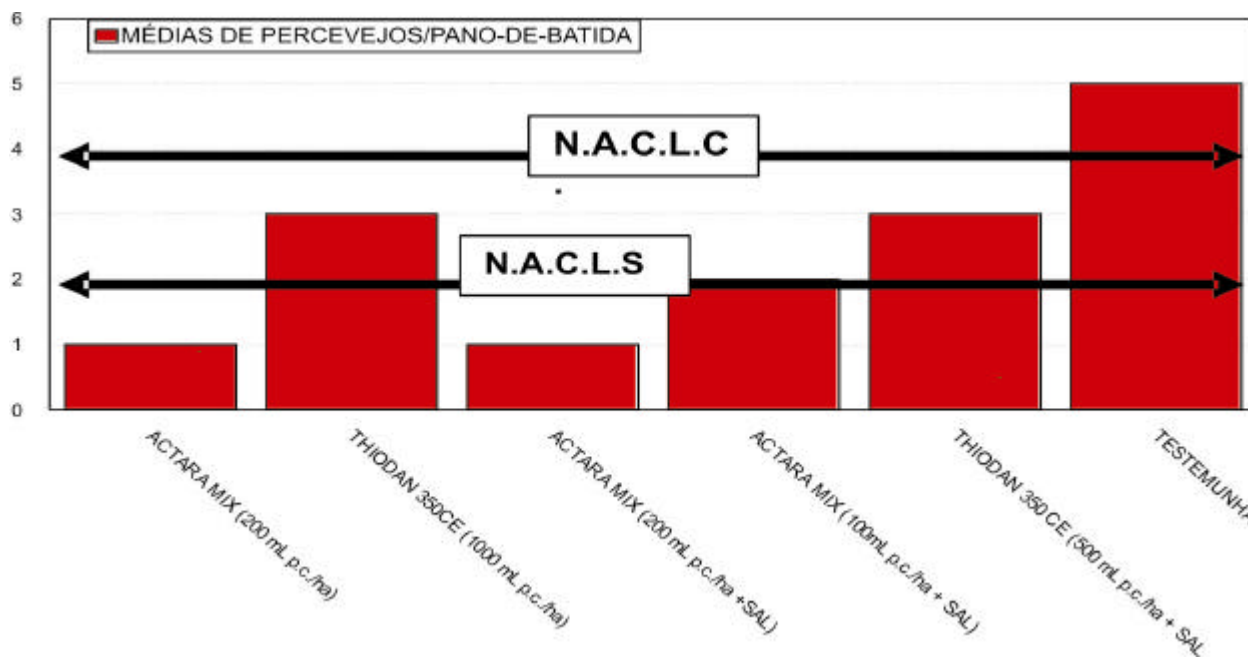 MÉDIAS DE PERCEVEJOS/PANO-DE-BATIDA
6
5
4
3
2
1
0
N.A.C.L.C
N.A.C.L.S
ACTARA MIX (200 mL p.c./ha)
THIODAN 350CE (1000 mL p.c./ha)
ACTARA MIX (200 mL p.c./ha +SAL)
ACTARA MIX (100mL p.c./ha + SAL)
THIODAN 350 CE (500 mL p.c./ha + SAL
TESTEMUNHA